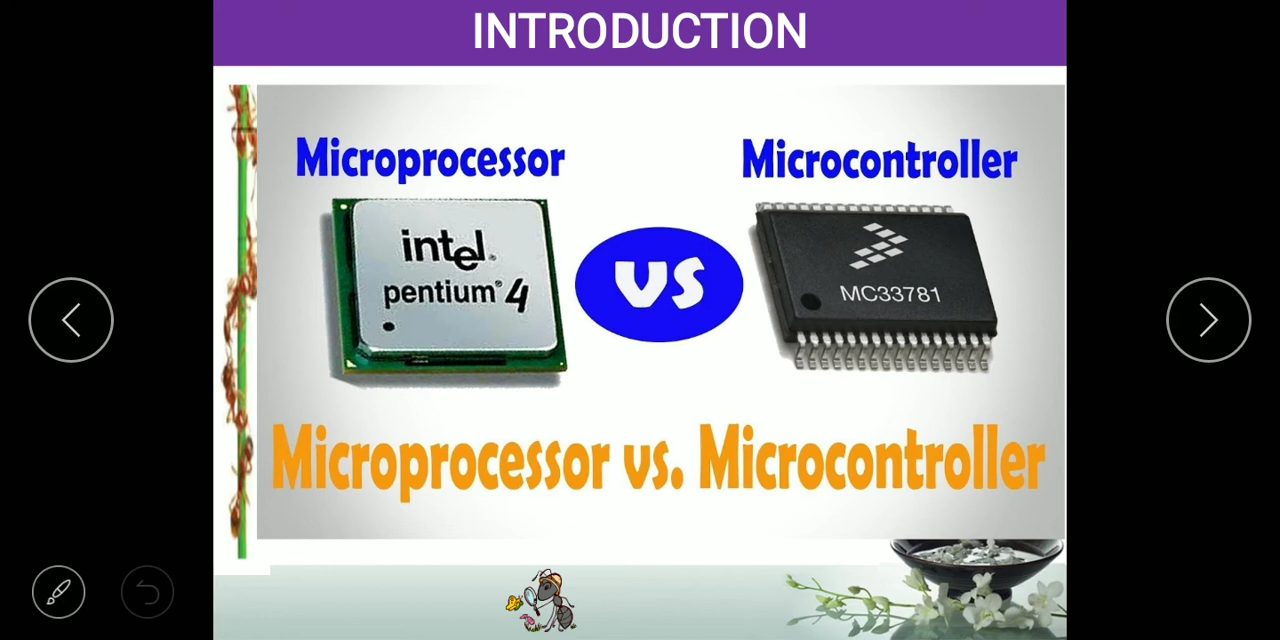 INTRODUCTION
Microprocessor
Microcontroller
intel®
pentium® 4
VS
MC33781
Microprocessor vs. Microcontroller